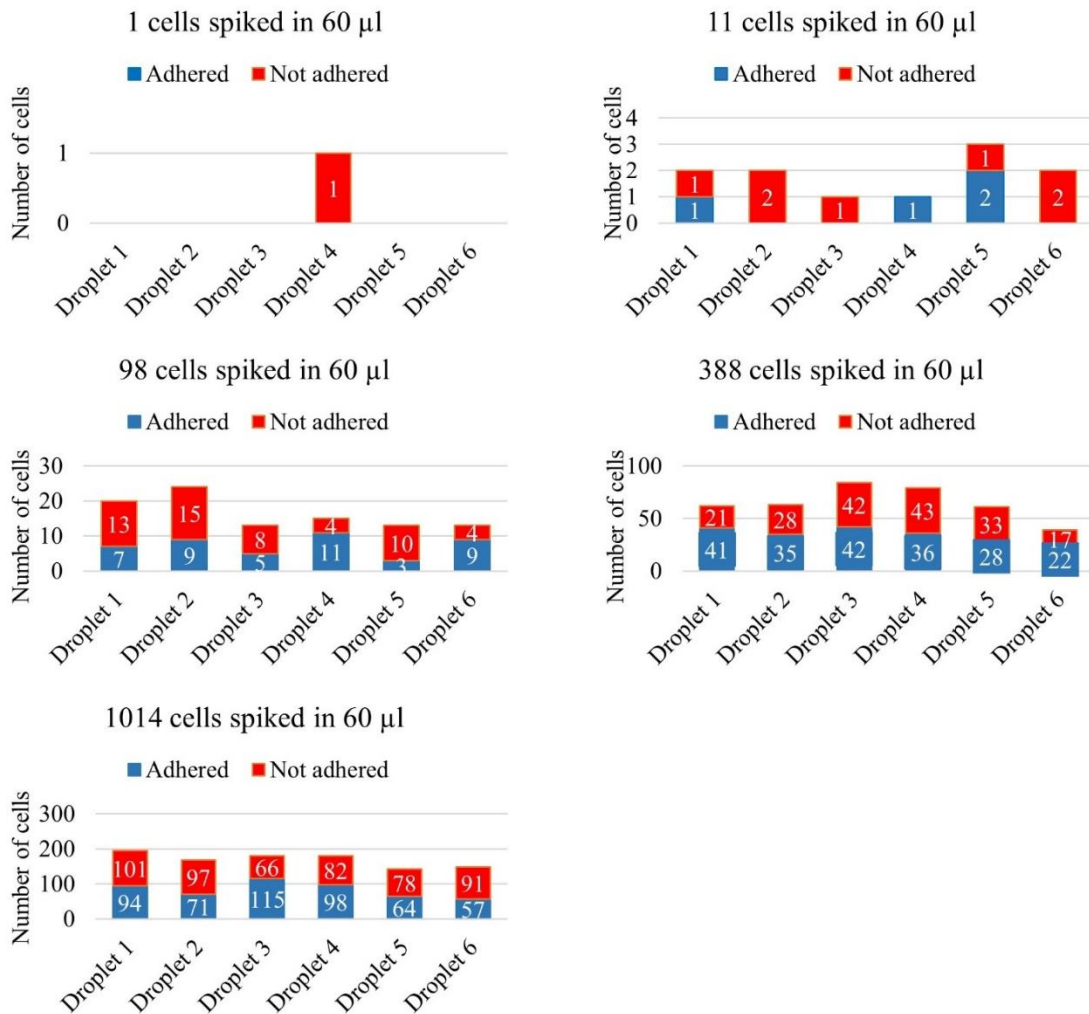 1 cells spiked in 60 µl
Adhered Not adhered
Number of cells
1
0
1
Droplet 1 Droplet 2 Droplet 3 Droplet 4 Droplet 5 Droplet 6
11 cells spiked in 60 µl
Adhered Not adhered
Number of cells
4
3
2
1
0
1 2 1 1 2
1 1 2
Droplet 1 Droplet 2 Droplet 3 Droplet 4 Droplet 5 Droplet 6
98 cells spiked in 60 µl
Adhered Not adhered
Number of cells
30
20
10
0
13 15 8 4 10 4
7 9 5 11 3 9
Droplet 1 Droplet 2 Droplet 3 Droplet 4 Droplet 5 Droplet 6
388 cells spiked in 60 µl
Adhered Not adhered
Number of cells
100
50
0
21 28 42 43 33 17
41 35 42 36 28 22
Droplet 1 Droplet 2 Droplet 3 Droplet 4 Droplet 5 Droplet 6
1014 cells spiked in 60 µl
Adhered Not adhered
Number of cells
300
200
100
0
101 97 66 82 78 91
94 71 115 98 64 57
Droplet 1 Droplet 2 Droplet 3 Droplet 4 Droplet 5 Droplet 6